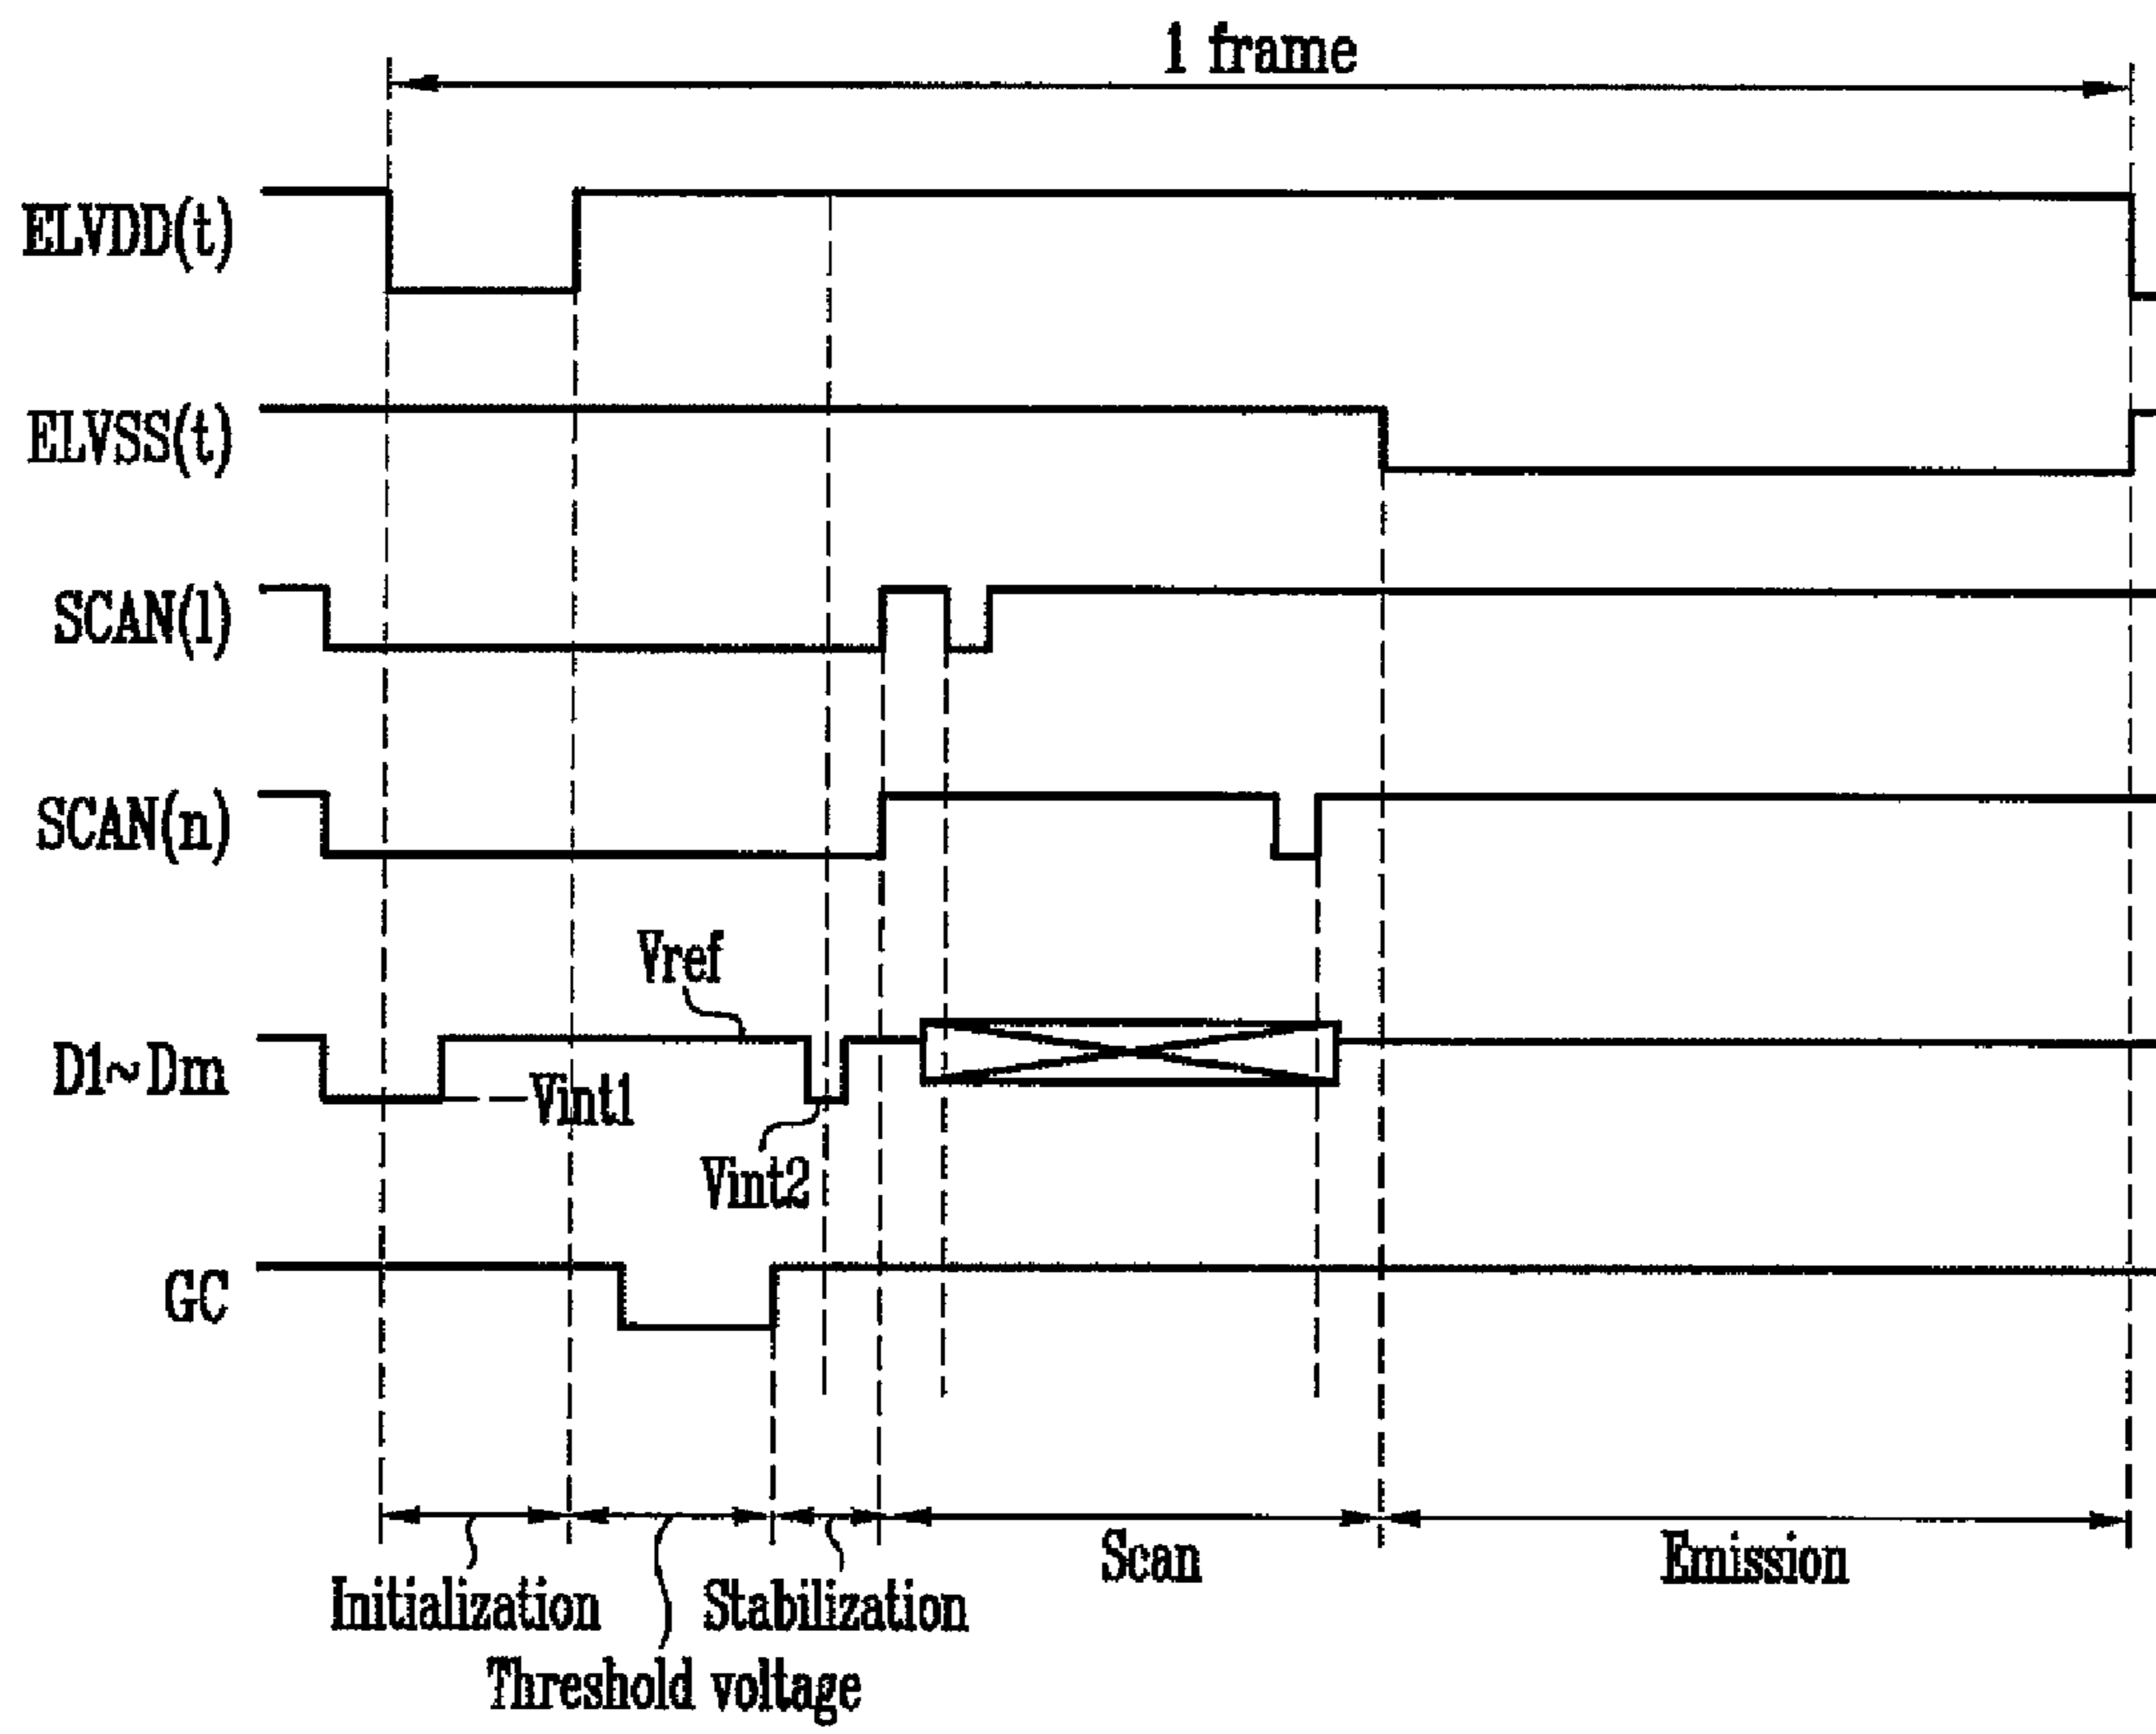 1 frame
ELVDD(t)
ELVSS(t)
SCAN(1)
SCAN(n)
Vref
D1~Dm
Vint1
Vint2
GC
Scan
Emission
Initialization
Stabilization
Threshold voltage